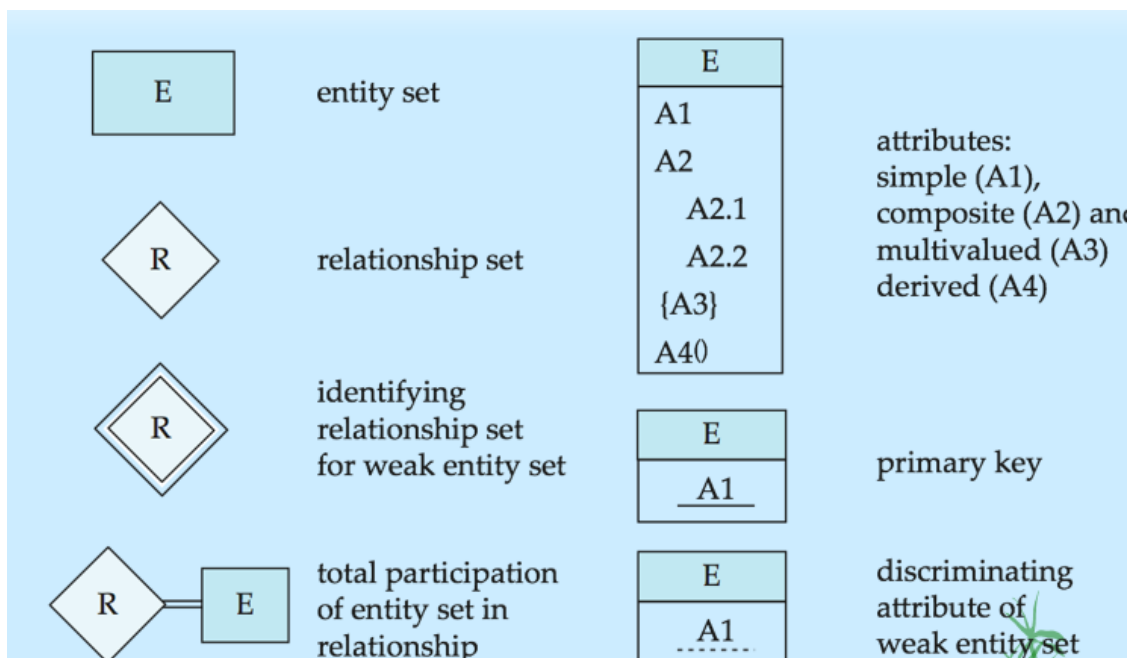 E
entity set
R
relationship set
R
identifying
relationship set
for weak entity set
R
E
total participation
of entity set in
relationship
E
A1
A2
A2.1
A2.2
{A3}
A4()
attributes:
simple (A1),
composite (A2) and
multivalued (A3)
derived (A4)
E
A1
primary key
E
A1
discriminating
attribute of
weak entity set